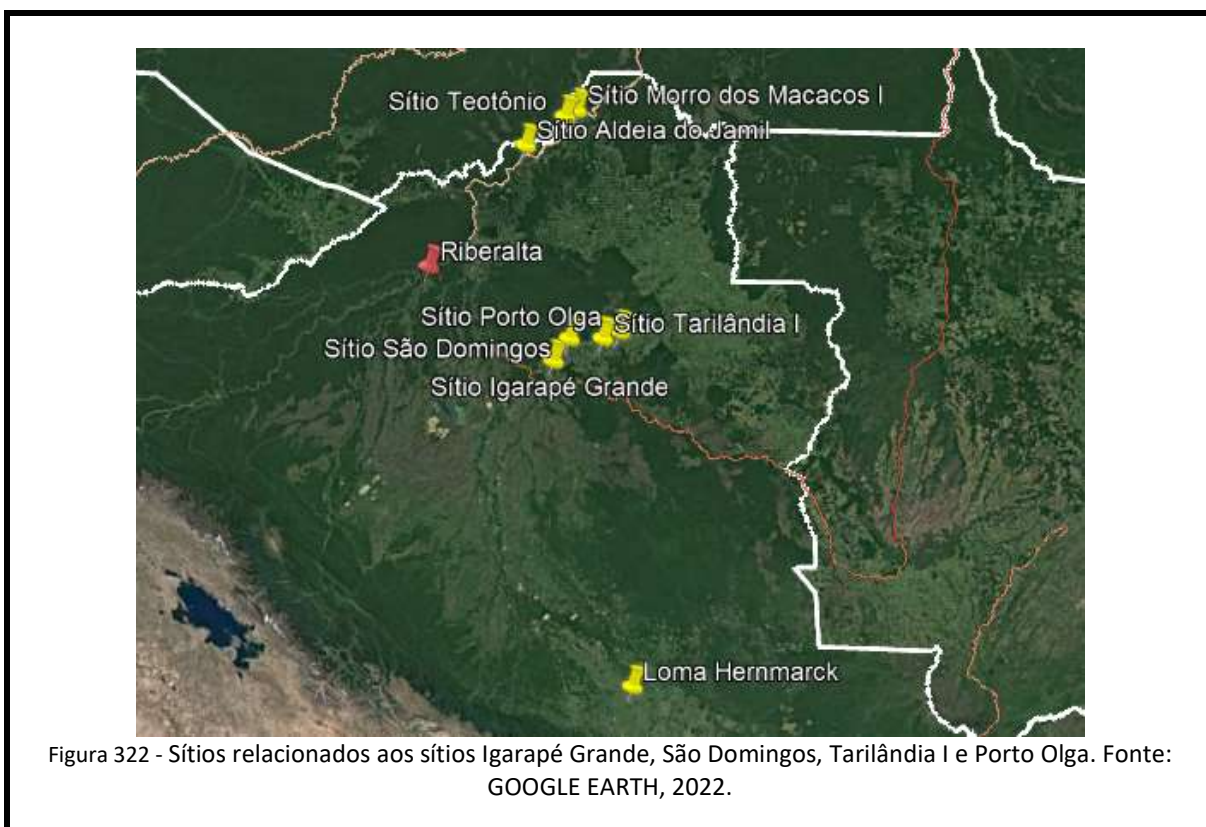 Sítio Teotônio
Sítio Morro dos Macacos I
Sítio Aldeia do Jamil
Riberalta
Sítio Porto Olga
Sítio Tarilândia I
Sítio São Domingos
Sítio Igarapé Grande
Loma Hernmarck
Figura 322 - Sítios relacionados aos sítios Igarapé Grande, São Domingos, Tarilândia I e Porto Olga. Fonte:
GOOGLE EARTH, 2022.